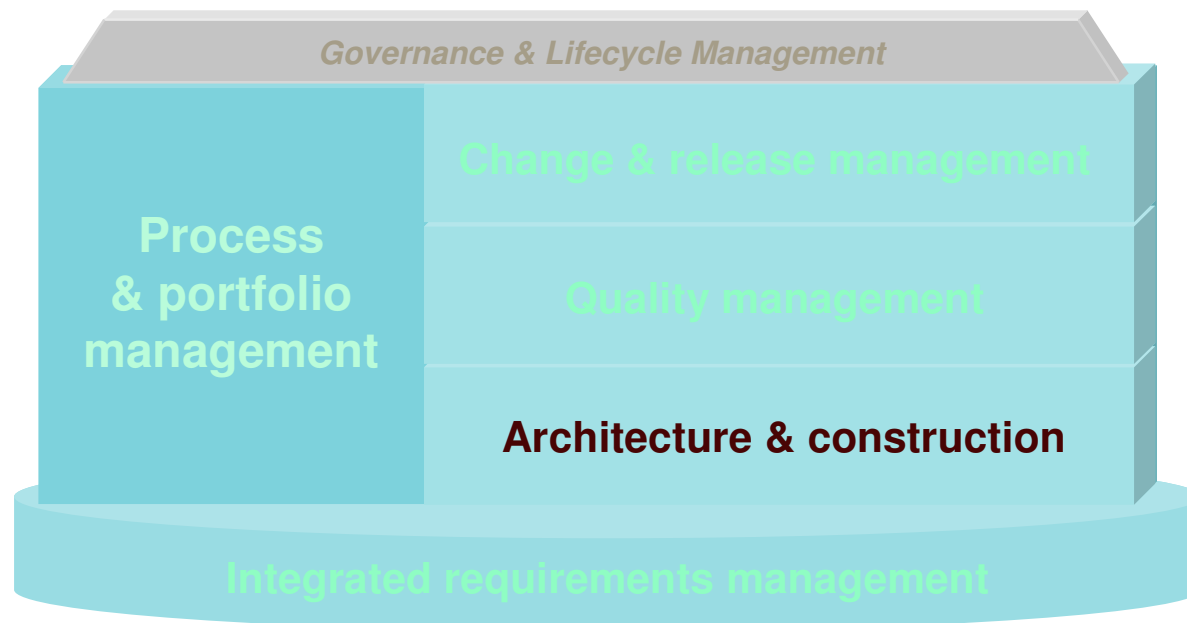 Governance & Lifecycle Management
Change & release management
Process
& portfolio
management
Quality management
Architecture & construction
Integrated requirements management